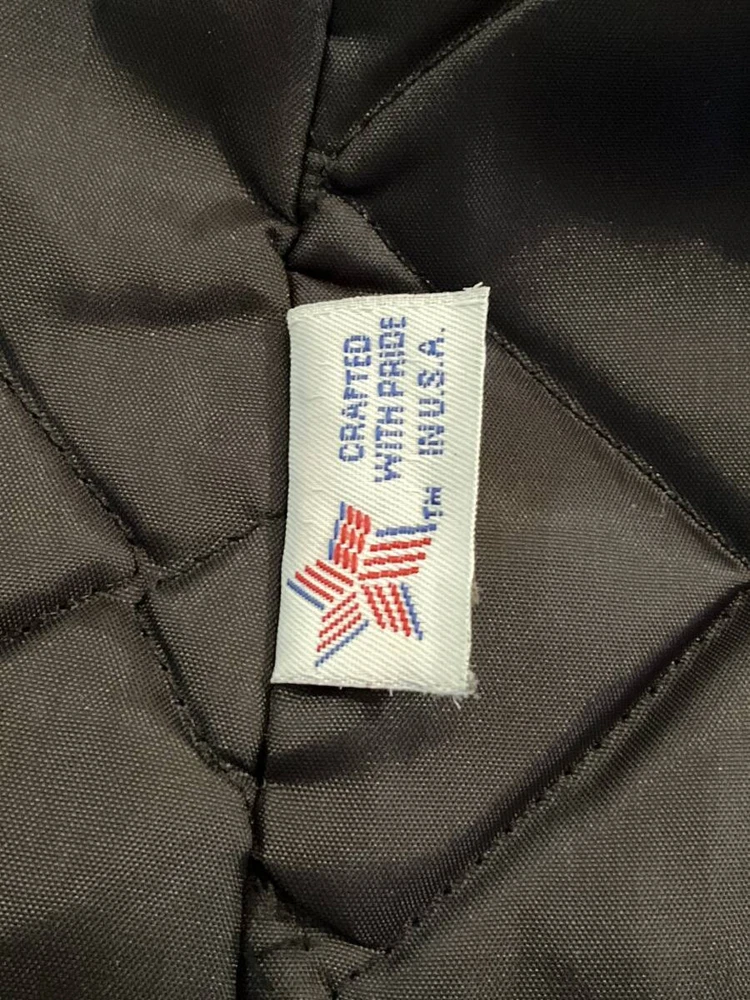 CRAFTED
WITH PRIDE
IN U.S.A.
TM